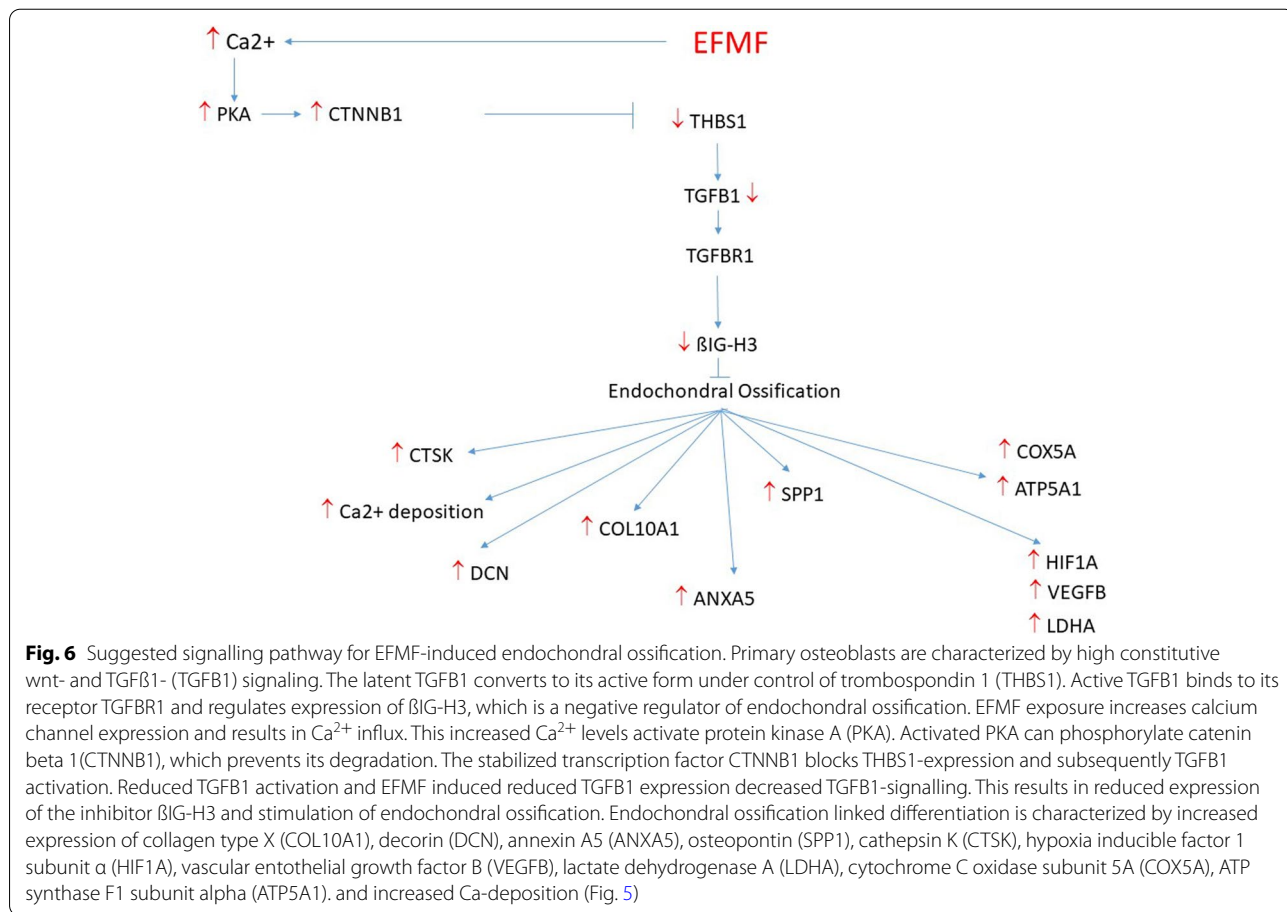 ↑ Ca2+ EFMF
↑ PKA ↑ CTNNB1
↓ THBS1
TGFB1 ↓
TGFBR1
↓ ßIG-H3
Endochondral Ossification
↑ CTSK
↑ COX5A
↑ ATP5A1
↑ SPP1
↑ Ca2+ deposition
↑ COL10A1
↑ DCN
↑ ANXA5
↑ HIF1A
↑ VEGFB
↑ LDHA
Fig. 6 Suggested signalling pathway for EFMF-induced endochondral ossification. Primary osteoblasts are characterized by high constitutive
wnt- and TGFß1- (TGFB1) signaling. The latent TGFB1 converts to its active form under control of trombospondin 1 (THBS1). Active TGFB1 binds to its
receptor TGFBR1 and regulates expression of ßIG-H3, which is a negative regulator of endochondral ossification. EFMF exposure increases calcium
channel expression and results in Ca²⁺ influx. This increased Ca²⁺ levels activate protein kinase A (PKA). Activated PKA can phosphorylate catenin
beta 1(CTNNB1), which prevents its degradation. The stabilized transcription factor CTNNB1 blocks THBS1-expression and subsequently TGFB1
activation. Reduced TGFB1 activation and EFMF induced reduced TGFB1 expression decreased TGFB1-signalling. This results in reduced expression
of the inhibitor ßIG-H3 and stimulation of endochondral ossification. Endochondral ossification linked differentiation is characterized by increased
expression of collagen type X (COL10A1), decorin (DCN), annexin A5 (ANXA5), osteopontin (SPP1), cathepsin K (CTSK), hypoxia inducible factor 1
subunit α (HIF1A), vascular entothelial growth factor B (VEGFB), lactate dehydrogenase A (LDHA), cytochrome C oxidase subunit 5A (COX5A), ATP
synthase F1 subunit alpha (ATP5A1). and increased Ca-deposition (Fig. 5)